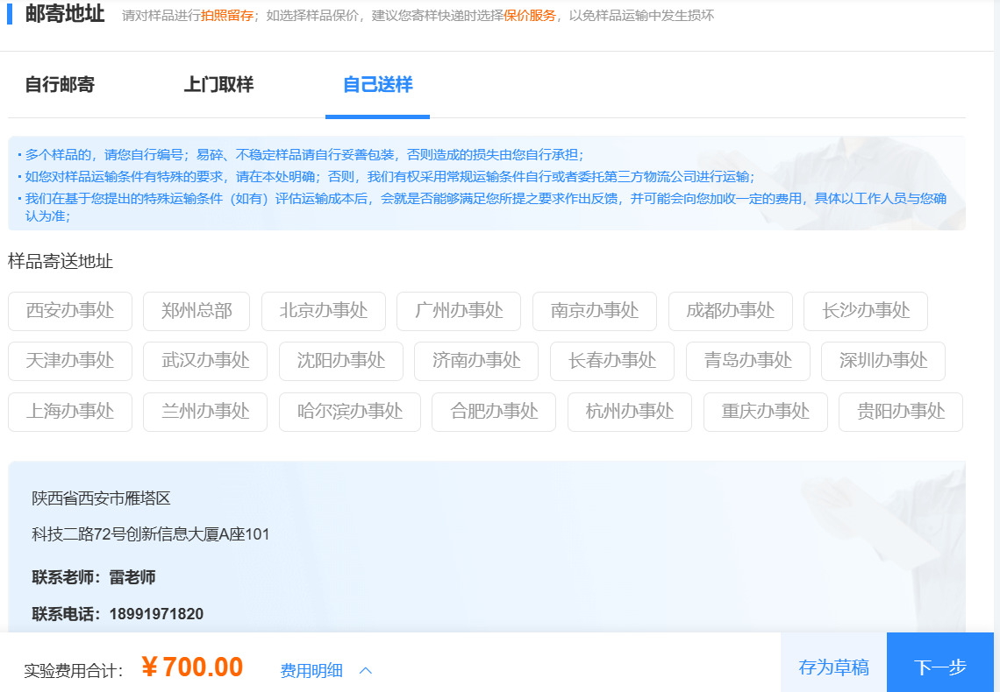 邮寄地址 请对样品进行拍照留存；如选择样品保价，建议您寄样快递时选择保价服务，以免样品运输中发生损坏
自行邮寄 上门取样 自己送样
· 多个样品的，请您自行编号；易碎、不稳定样品请自行妥善包装，否则造成的损失由您自行承担；
· 如您对样品运输条件有特殊的要求，请在本处明确；否则，我们有权采用常规运输条件自行或者委托第三方物流公司进行运输；
· 我们在基于您提出的特殊运输条件（如有）评估运输成本后，会就是否能够满足您所提之要求作出反馈，并可能会向您加收一定的费用，具体以工作人员与您确
认为准；
样品寄送地址
西安办事处 郑州总部 北京办事处 广州办事处 南京办事处 成都办事处 长沙办事处
天津办事处 武汉办事处 沈阳办事处 济南办事处 长春办事处 青岛办事处 深圳办事处
上海办事处 兰州办事处 哈尔滨办事处 合肥办事处 杭州办事处 重庆办事处 贵阳办事处
陕西省西安市雁塔区
科技二路72号创新信息大厦A座101
联系老师：雷老师
联系电话：18991971820
实验费用合计： ¥700.00 费用明细 存为草稿 下一步